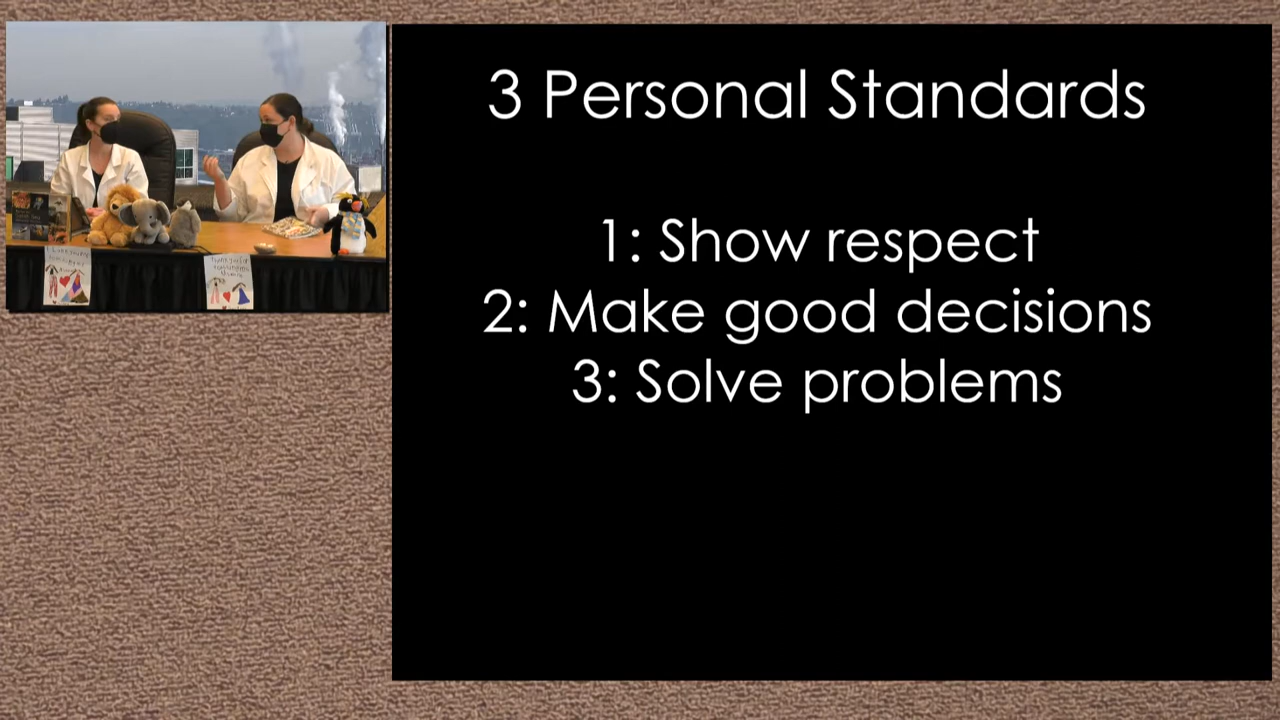 3 Personal Standards
1: Show respect
2: Make good decisions
3: Solve problems